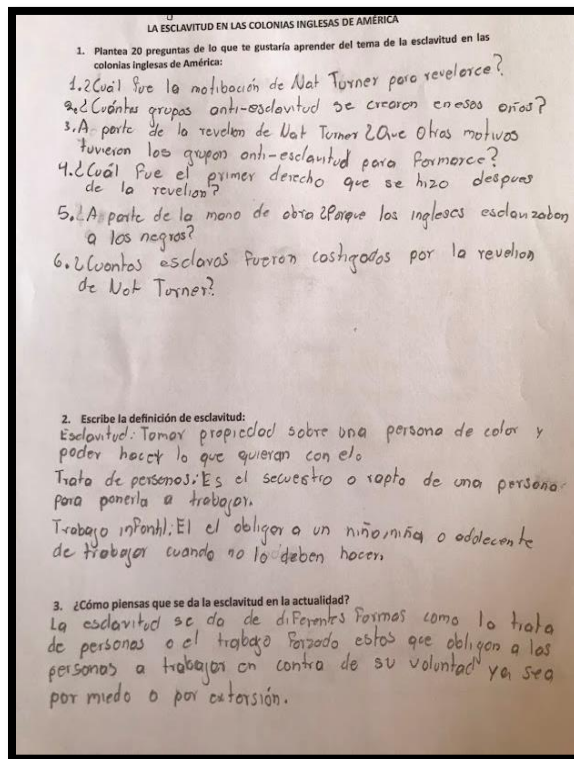 LA ESCLAVITUD EN LAS COLONIAS INGLESAS DE AMÉRICA
1. Plantea 20 preguntas de lo que te gustaría aprender del tema de la esclavitud en las
colonias inglesas de América:
1.¿Cuál fue la motibación de Nat Turner para revelorce?
2.¿Cuántas grupos anti-esclavitud se crearon en esos años?
3.A parte de la revelion de Nat Turner ¿Que Otros motivos
tuvieron los grupon anti-esclavitud para formarce?
4.¿Cuál fue el primer derecho que se hizo despues
de la revelion?
5.¿A parte de la mano de obra ¿Porque los ingleses esclavizabon
a los negros?
6.¿Cuantos esclavos fueron castigados por la revelion
de Nat Turner?
2. Escribe la definición de esclavitud:
Esclavitud: Tomar propiedad sobre una persona de color y
poder hacer lo que quieran con elo
Trata de personas: Es el secuestro o rapto de una persona
para ponerla a trabajar.
Trabajo infantil: El el obligar a un niño, niña o adolecente
de trabajar cuando no lo deben hacer.
3. ¿Cómo piensas que se da la esclavitud en la actualidad?
La esclavitud se da de diferentes formas como la trata
de personas o el trabajo forzado estos que obligan a las
personas a trabajar en contra de su voluntad ya sea
por miedo o por extorsión.